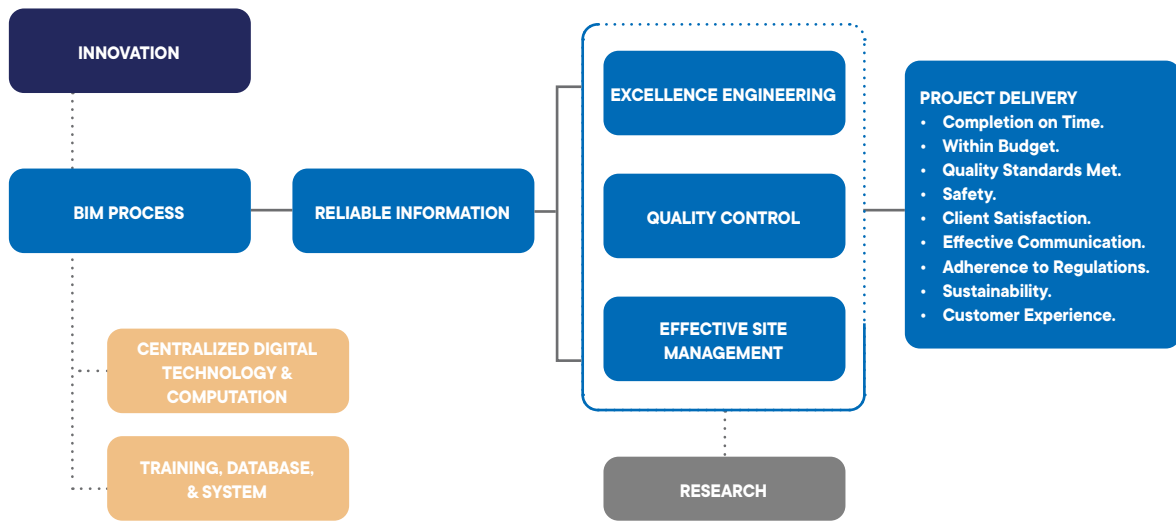 INNOVATION
BIM PROCESS
RELIABLE INFORMATION
CENTRALIZED DIGITAL
TECHNOLOGY &
COMPUTATION
TRAINING, DATABASE,
& SYSTEM
EXCELLENCE ENGINEERING
QUALITY CONTROL
EFFECTIVE SITE
MANAGEMENT
RESEARCH
PROJECT DELIVERY
• Completion on Time.
• Within Budget.
• Quality Standards Met.
• Safety.
• Client Satisfaction.
• Effective Communication.
• Adherence to Regulations.
• Sustainability.
• Customer Experience.